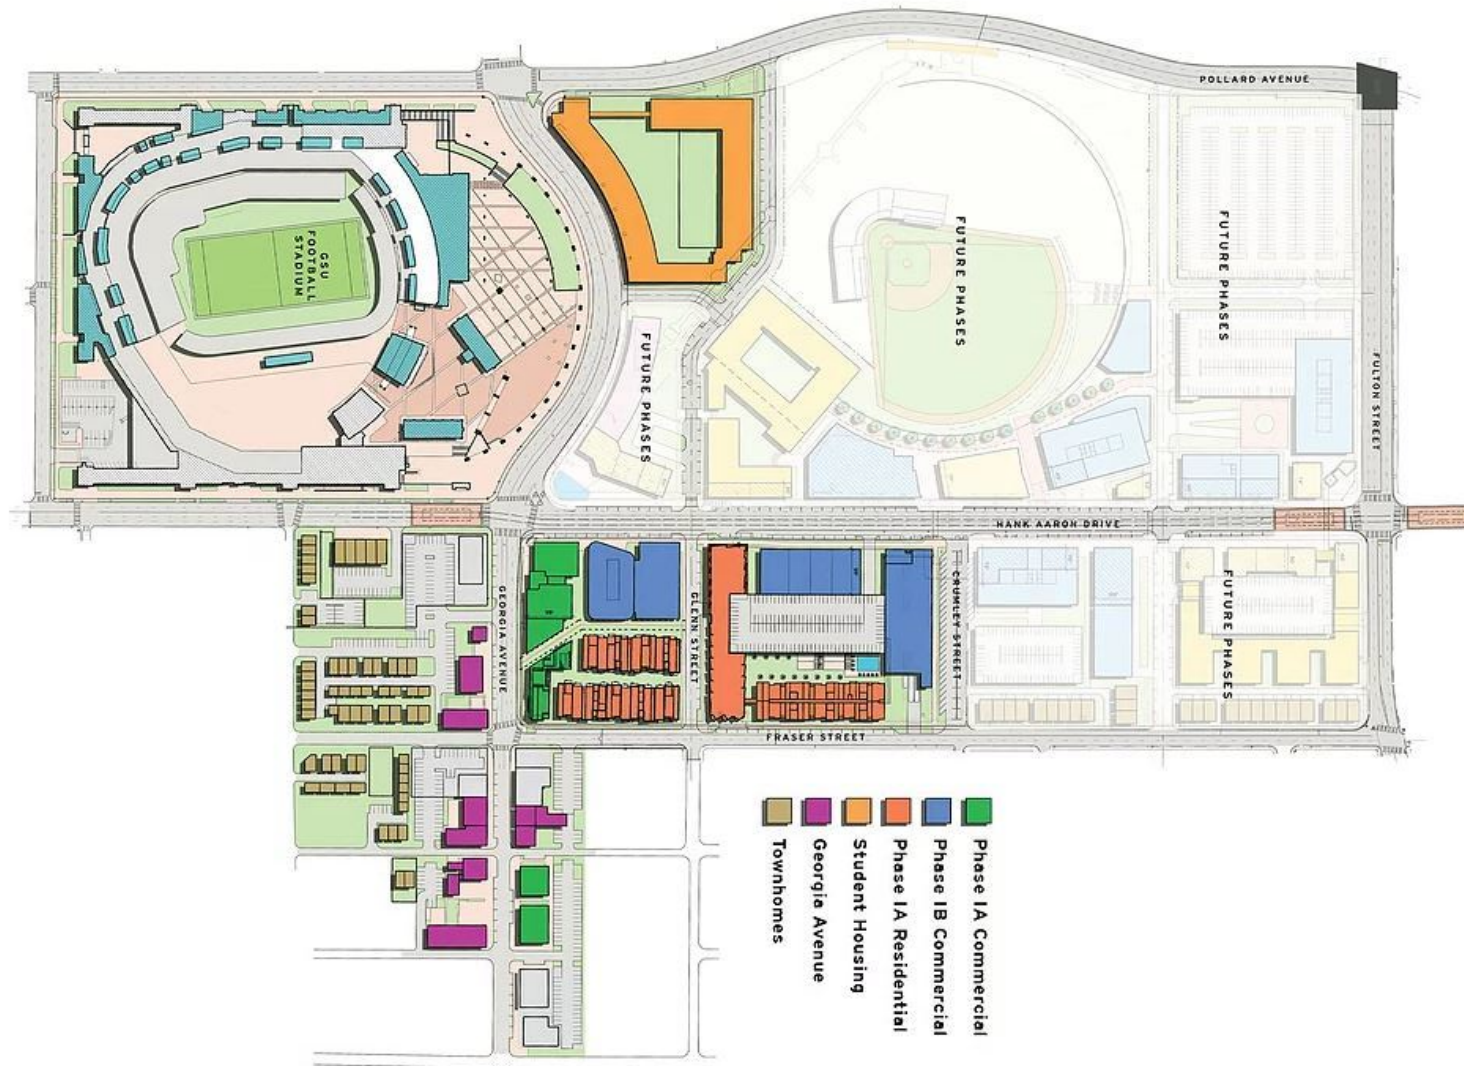 POLLARD AVENUE
GSU
FOOTBALL
STADIUM
FUTURE PHASES
FUTURE PHASES
FUTURE PHASES
FULTON STREET
HANK AARON DRIVE
GEORGIA AVENUE
GLENN STREET
CRUMLEY STREET
FUTURE PHASES
FRASER STREET
Phase IA Commercial
Phase IB Commercial
Phase IA Residential
Student Housing
Georgia Avenue
Townhomes